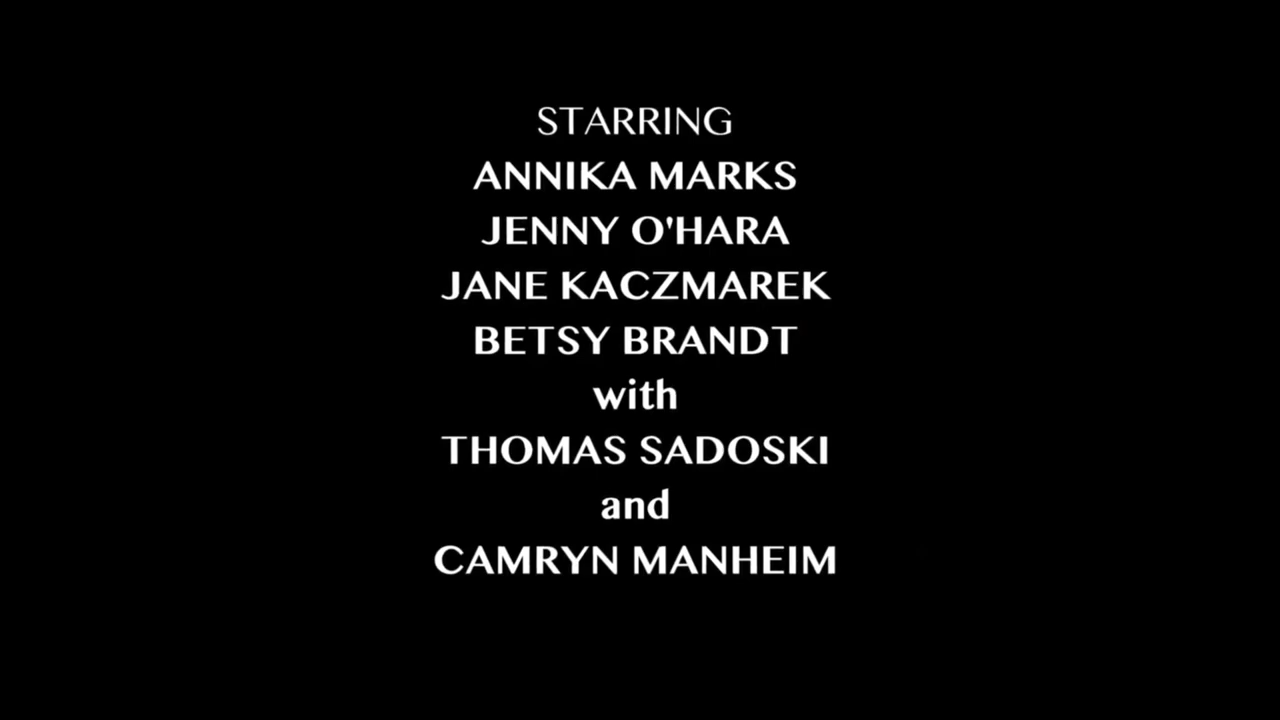 STARRING
ANNIKA MARKS
JENNY O'HARA
JANE KACZMAREK
BETSY BRANDT
with
THOMAS SADOSKI
and
CAMRYN MANHEIM